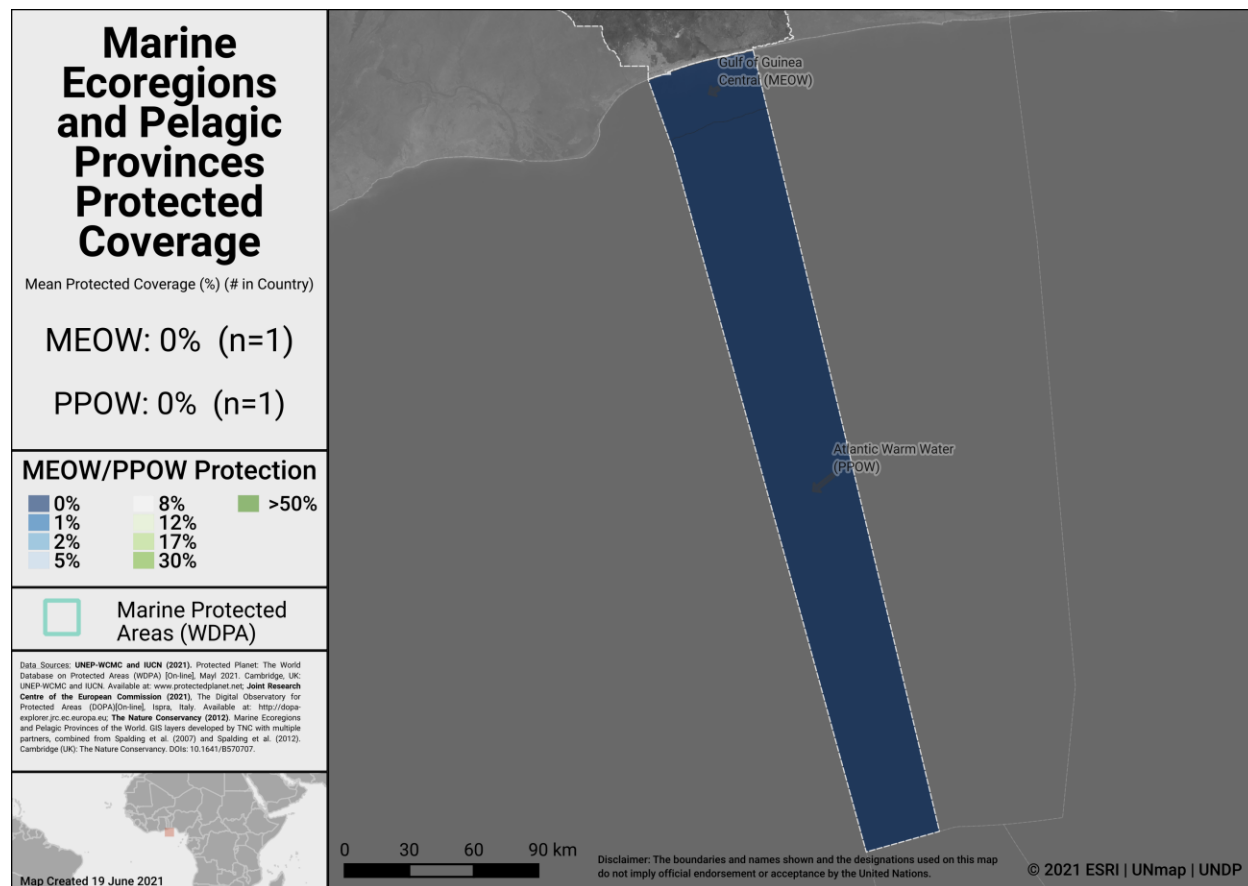 Marine
Ecoregions
and Pelagic
Provinces
Protected
Coverage
Mean Protected Coverage (%) (# in Country)
MEOW: 0% (n=1)
PPOW: 0% (n=1)
MEOW/PPOW Protection
0%
1%
2%
5%
8%
12%
17%
30%
>50%
Marine Protected
Areas (WDPA)
Data Sources: UNEP-WCMC and IUCN (2021). Protected Planet: The World
Database on Protected Areas (WDPA) [On-line], Mayl 2021. Cambridge, UK:
UNEP-WCMC and IUCN. Available at: www.protectedplanet.net; Joint Research
Centre of the European Commission (2021), The Digital Observatory for
Protected Areas (DOPA)[On-line], Ispra, Italy. Available at: http://dopa-
explorer.jrc.ec.europa.eu; The Nature Conservancy (2012). Marine Ecoregions
and Pelagic Provinces of the World. GIS layers developed by TNC with multiple
partners, combined from Spalding et al. (2007) and Spalding et al. (2012).
Cambridge (UK): The Nature Conservancy. DOIs: 10.1641/B570707.
Map Created 19 June 2021
Gulf of Guinea
Central (MEOW)
Atlantic Warm Water
(PPOW)
0 30 60 90 km
Disclaimer: The boundaries and names shown and the designations used on this map
do not imply official endorsement or acceptance by the United Nations.
© 2021 ESRI | UNmap | UNDP